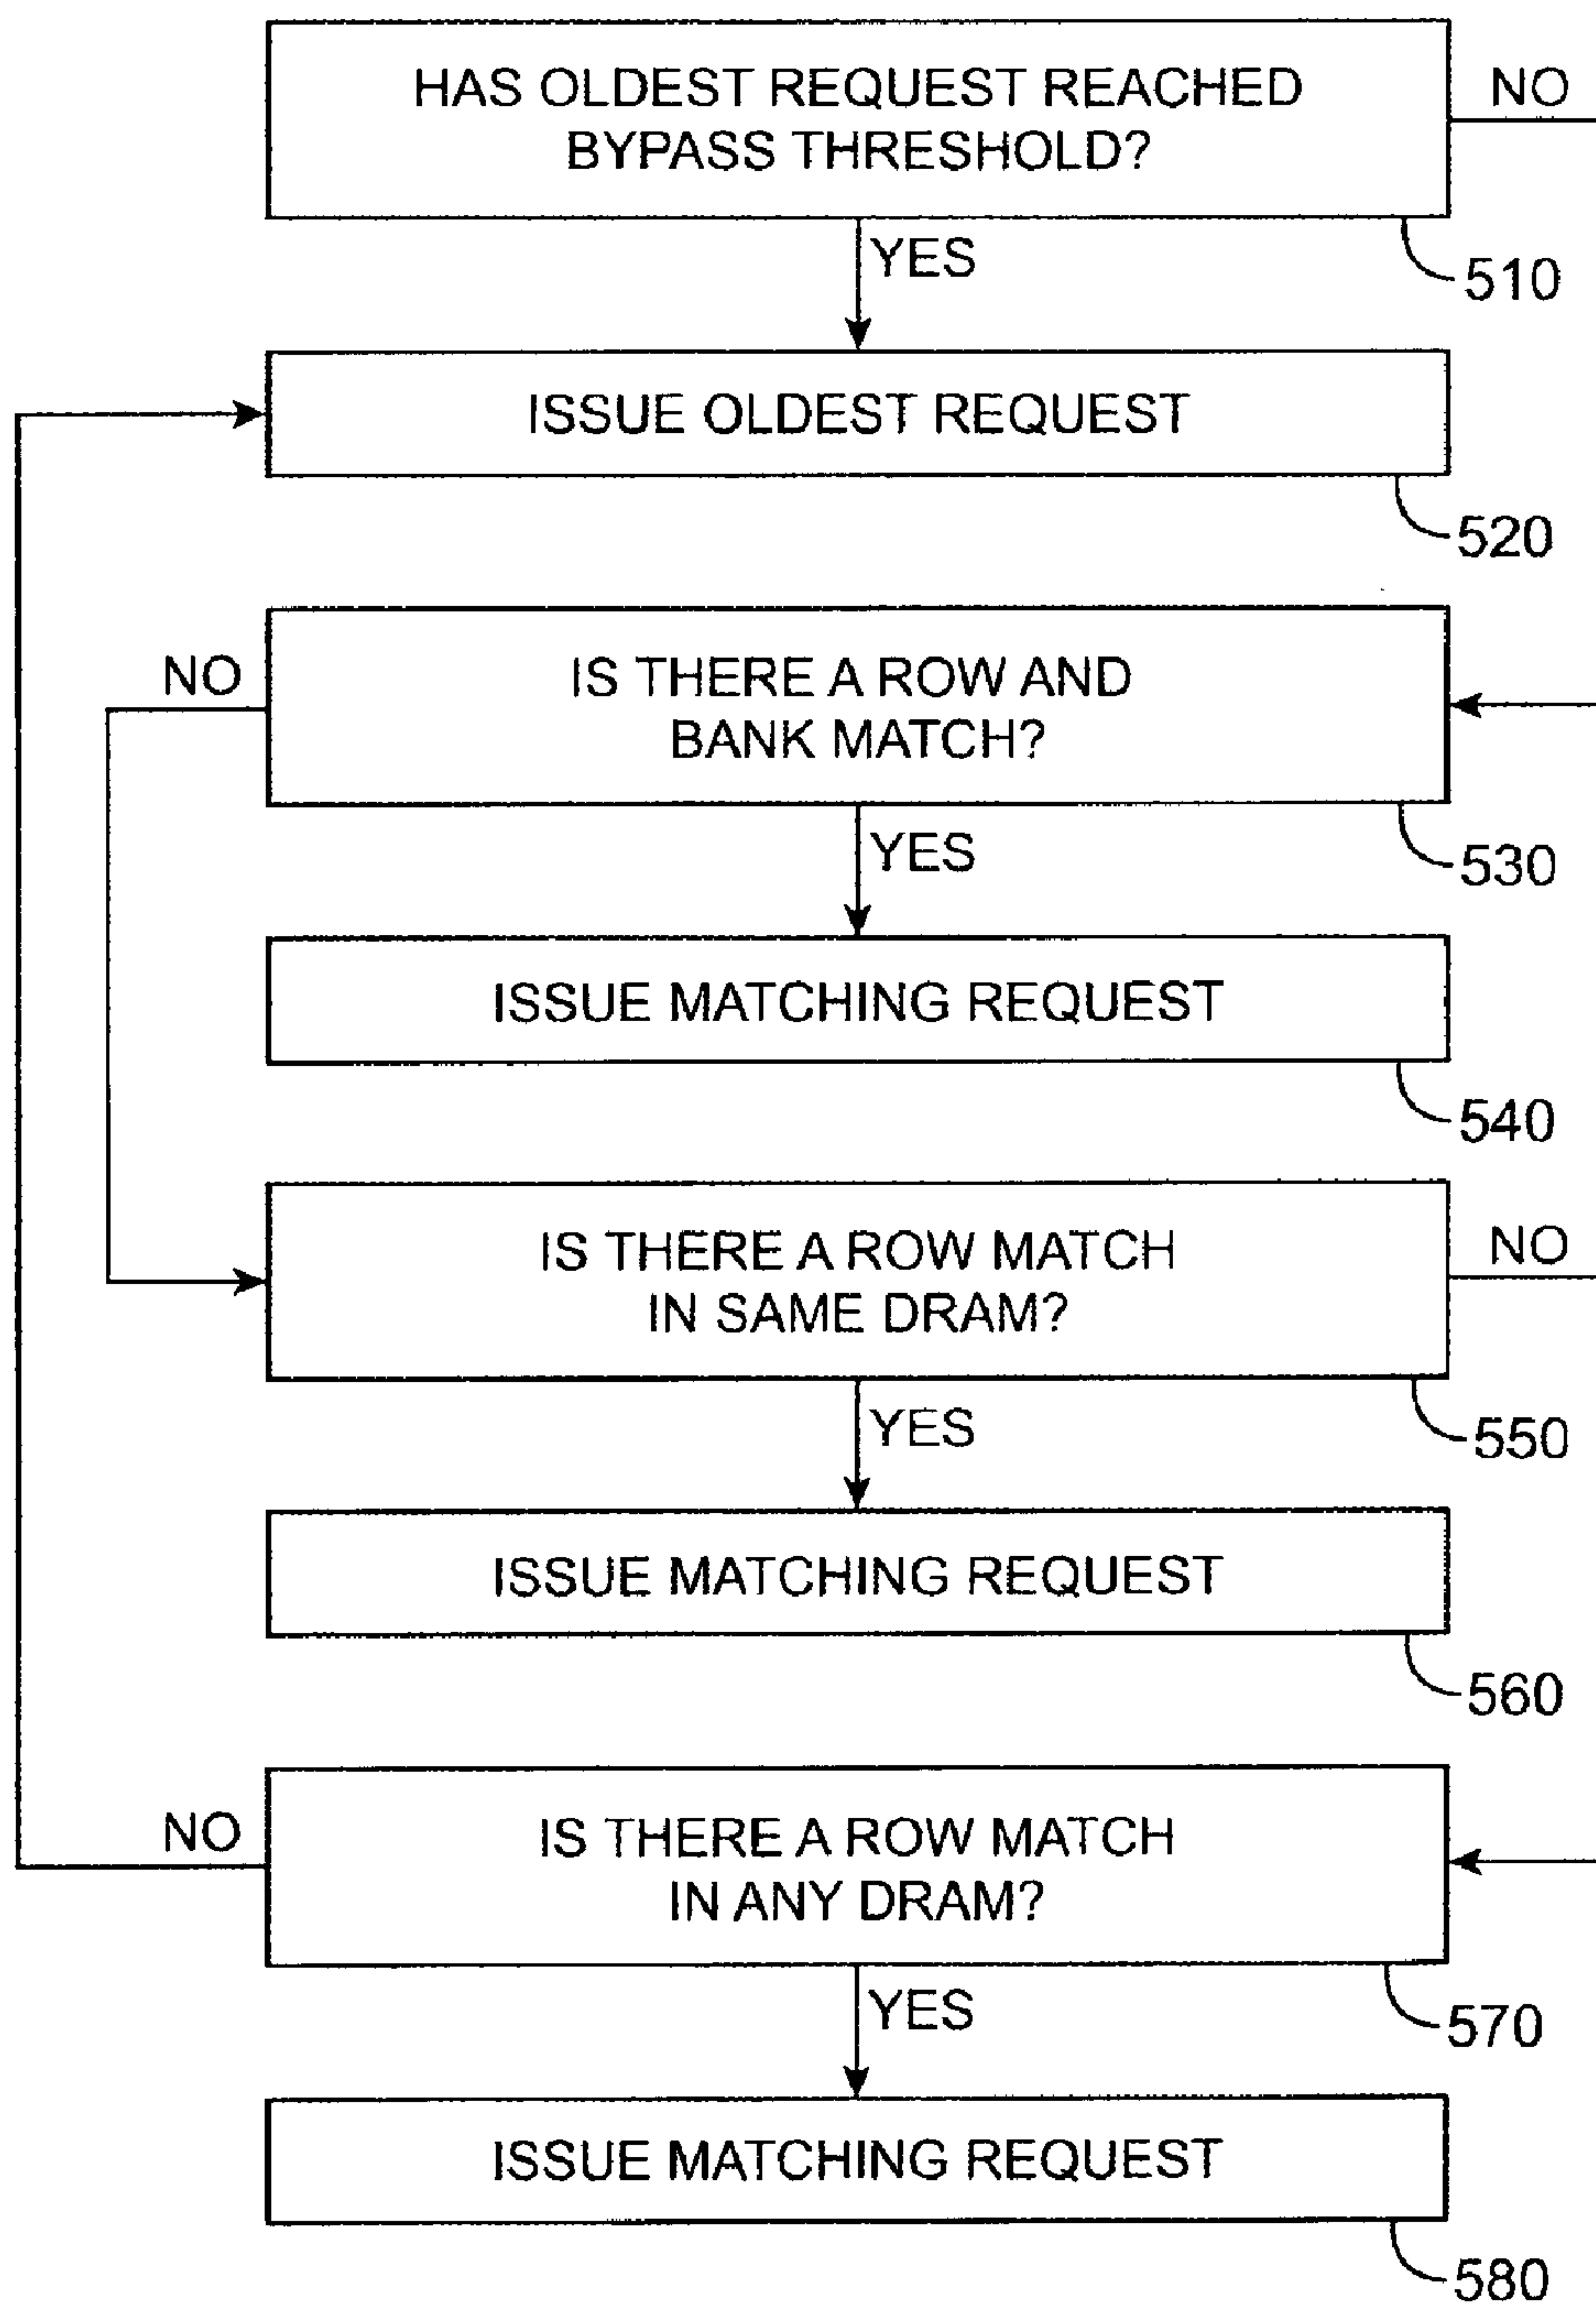 HAS OLDEST REQUEST REACHED
BYPASS THRESHOLD?
NO
YES
510
ISSUE OLDEST REQUEST
520
NO
IS THERE A ROW AND
BANK MATCH?
YES
530
ISSUE MATCHING REQUEST
540
IS THERE A ROW MATCH
IN SAME DRAM?
NO
YES
550
ISSUE MATCHING REQUEST
560
NO
IS THERE A ROW MATCH
IN ANY DRAM?
YES
570
ISSUE MATCHING REQUEST
580